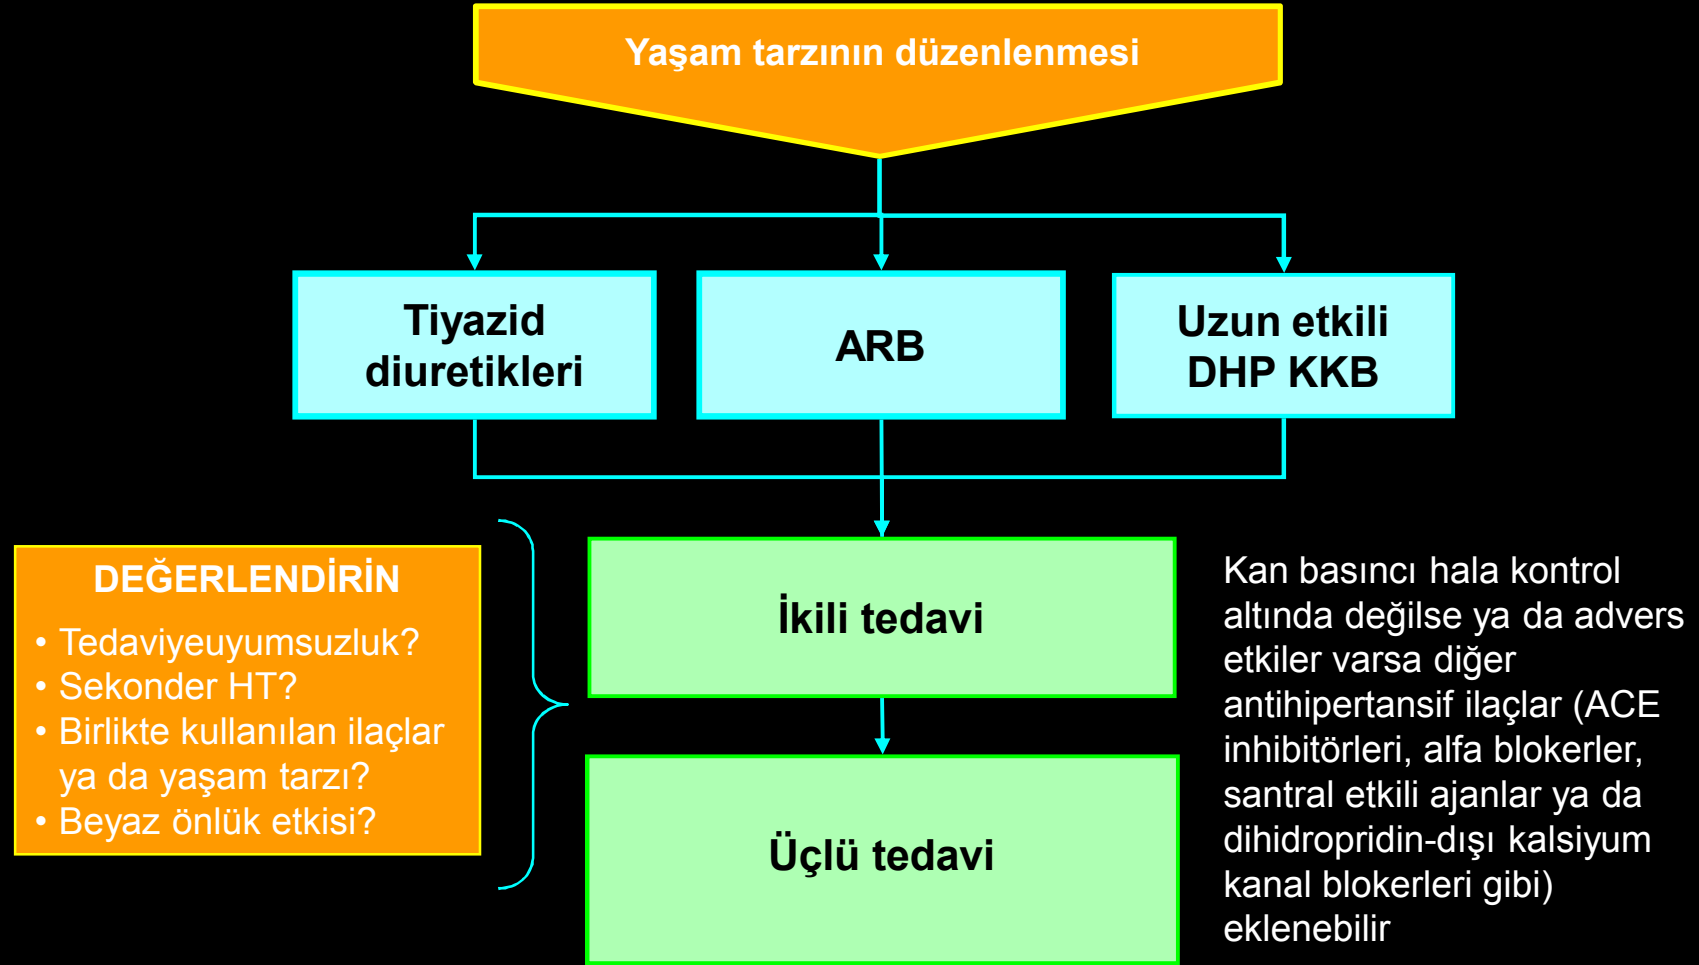 Yaşam tarzının düzenlenmesi
Tiyazid
diuretikleri
ARB
Uzun etkili
DHP KKB
DEĞERLENDİRİN
• Tedaviyeuyumsuzluk?
• Sekonder HT?
• Birlikte kullanılan ilaçlar
ya da yaşam tarzı?
• Beyaz önlük etkisi?
İkili tedavi
Üçlü tedavi
Kan basıncı hala kontrol
altında değilse ya da advers
etkiler varsa diğer
antihipertansif ilaçlar (ACE
inhibitörleri, alfa blokerler,
santral etkili ajanlar ya da
dihidropridin-dışı kalsiyum
kanal blokerleri gibi)
eklenebilir